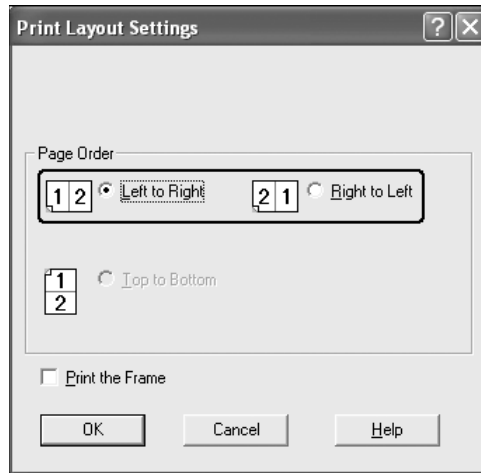 Print Layout Settings
Page Order
1 2 Left to Right 2 1 Right to Left
1 Top to Bottom
2
Print the Frame
OK Cancel Help